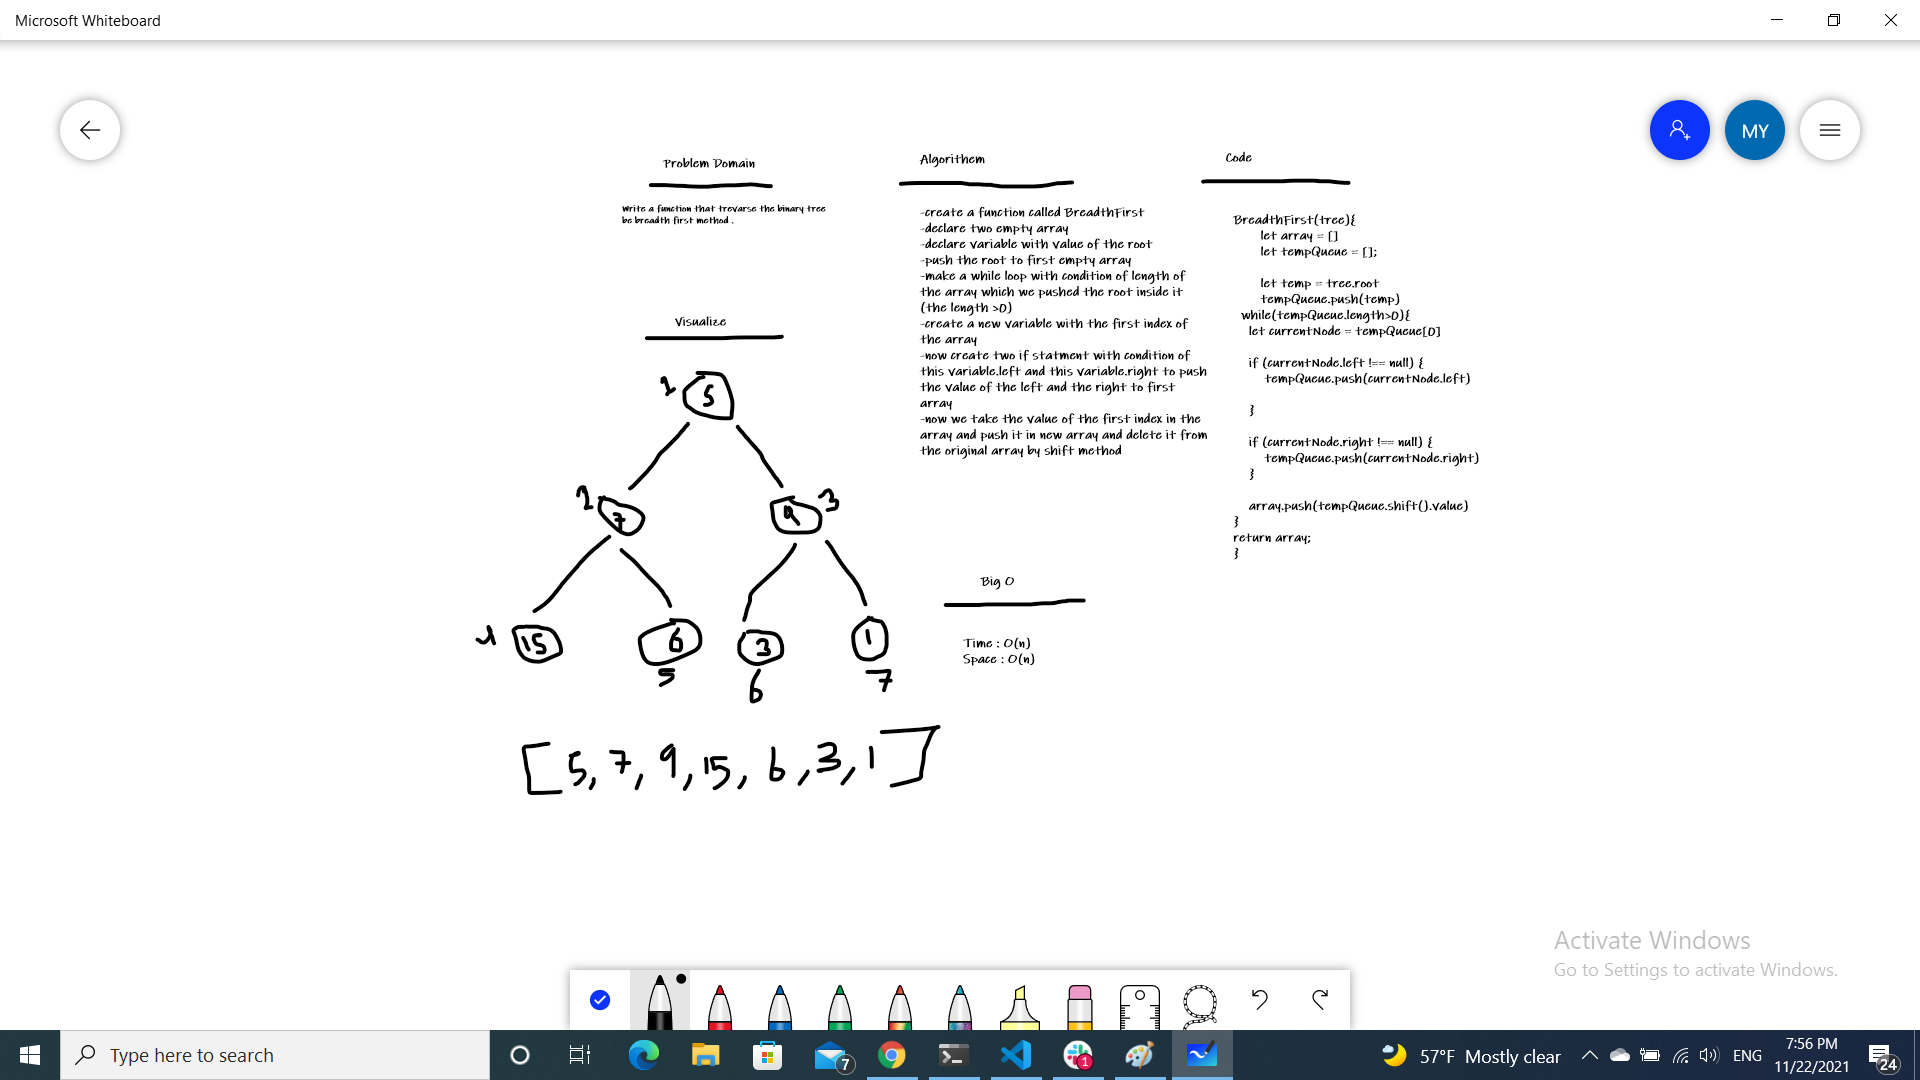 Microsoft Whiteboard
MY
Problem Domain
Write a function that trevarse the binary tree
be breadth first method .
Visualize
1
5
2
7
9
3
4
15
6
3
1
5
6
7
[5, 7, 9, 15, 6, 3, 1]
Algorithem
-create a function called BreadthFirst
-declare two empty array
-declare variable with value of the root
-push the root to first empty array
-make a while loop with condition of length of
the array which we pushed the root inside it
(the length >0)
-create a new variable with the first index of
the array
-now create two if statment with condition of
this variable.left and this variable.right to push
the value of the left and the right to first
array
-now we take the value of the first index in the
array and push it in new array and delete it from
the original array by shift method
Big O
Time : O(n)
Space : O(n)
Code
BreadthFirst(tree){
let array = []
let tempQueue = [];
let temp = tree.root
tempQueue.push(temp)
while(tempQueue.length>0){
let currentNode = tempQueue[0]
if (currentNode.left !== null) {
tempQueue.push(currentNode.left)
}
if (currentNode.right !== null) {
tempQueue.push(currentNode.right)
}
array.push(tempQueue.shift().value)
}
return array;
}
Activate Windows
Go to Settings to activate Windows.
Type here to search
7
1
57°F Mostly clear
ENG
7:56 PM
11/22/2021
24